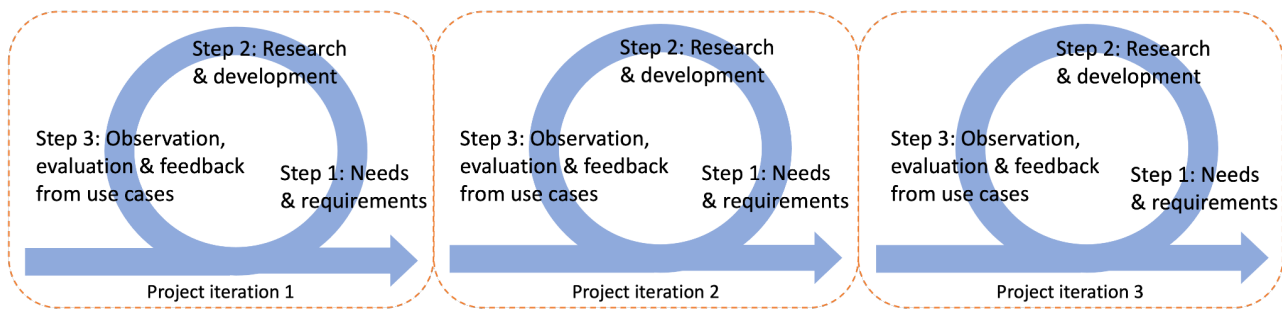 Step 2: Research
& development
Step 3: Observation,
evaluation & feedback
from use cases
Step 1: Needs
& requirements
Project iteration 1
Step 2: Research
& development
Step 3: Observation,
evaluation & feedback
from use cases
Step 1: Needs
& requirements
Project iteration 2
Step 2: Research
& development
Step 3: Observation,
evaluation & feedback
from use cases
Step 1: Needs
& requirements
Project iteration 3